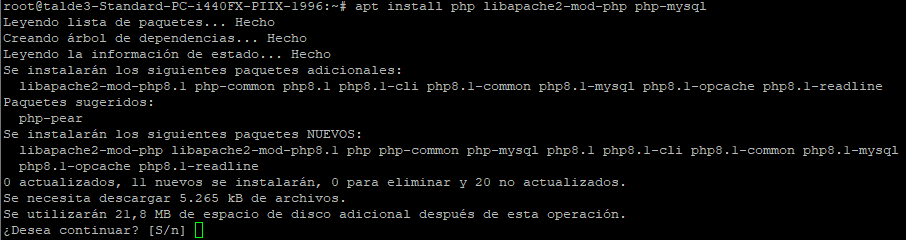 root@talde3-Standard-PC-i440FX-PIIX-1996:~# apt install php libapache2-mod-php php-mysql
Leyendo lista de paquetes... Hecho
Creando árbol de dependencias... Hecho
Leyendo la información de estado... Hecho
Se instalarán los siguientes paquetes adicionales:
  libapache2-mod-php8.1 php-common php8.1 php8.1-cli php8.1-common php8.1-mysql php8.1-opcache php8.1-readline
Paquetes sugeridos:
  php-pear
Se instalarán los siguientes paquetes NUEVOS:
  libapache2-mod-php libapache2-mod-php8.1 php php-common php-mysql php8.1 php8.1-cli php8.1-common php8.1-mysql
  php8.1-opcache php8.1-readline
0 actualizados, 11 nuevos se instalarán, 0 para eliminar y 20 no actualizados.
Se necesita descargar 5.265 kB de archivos.
Se utilizarán 21,8 MB de espacio de disco adicional después de esta operación.
¿Desea continuar? [S/n]